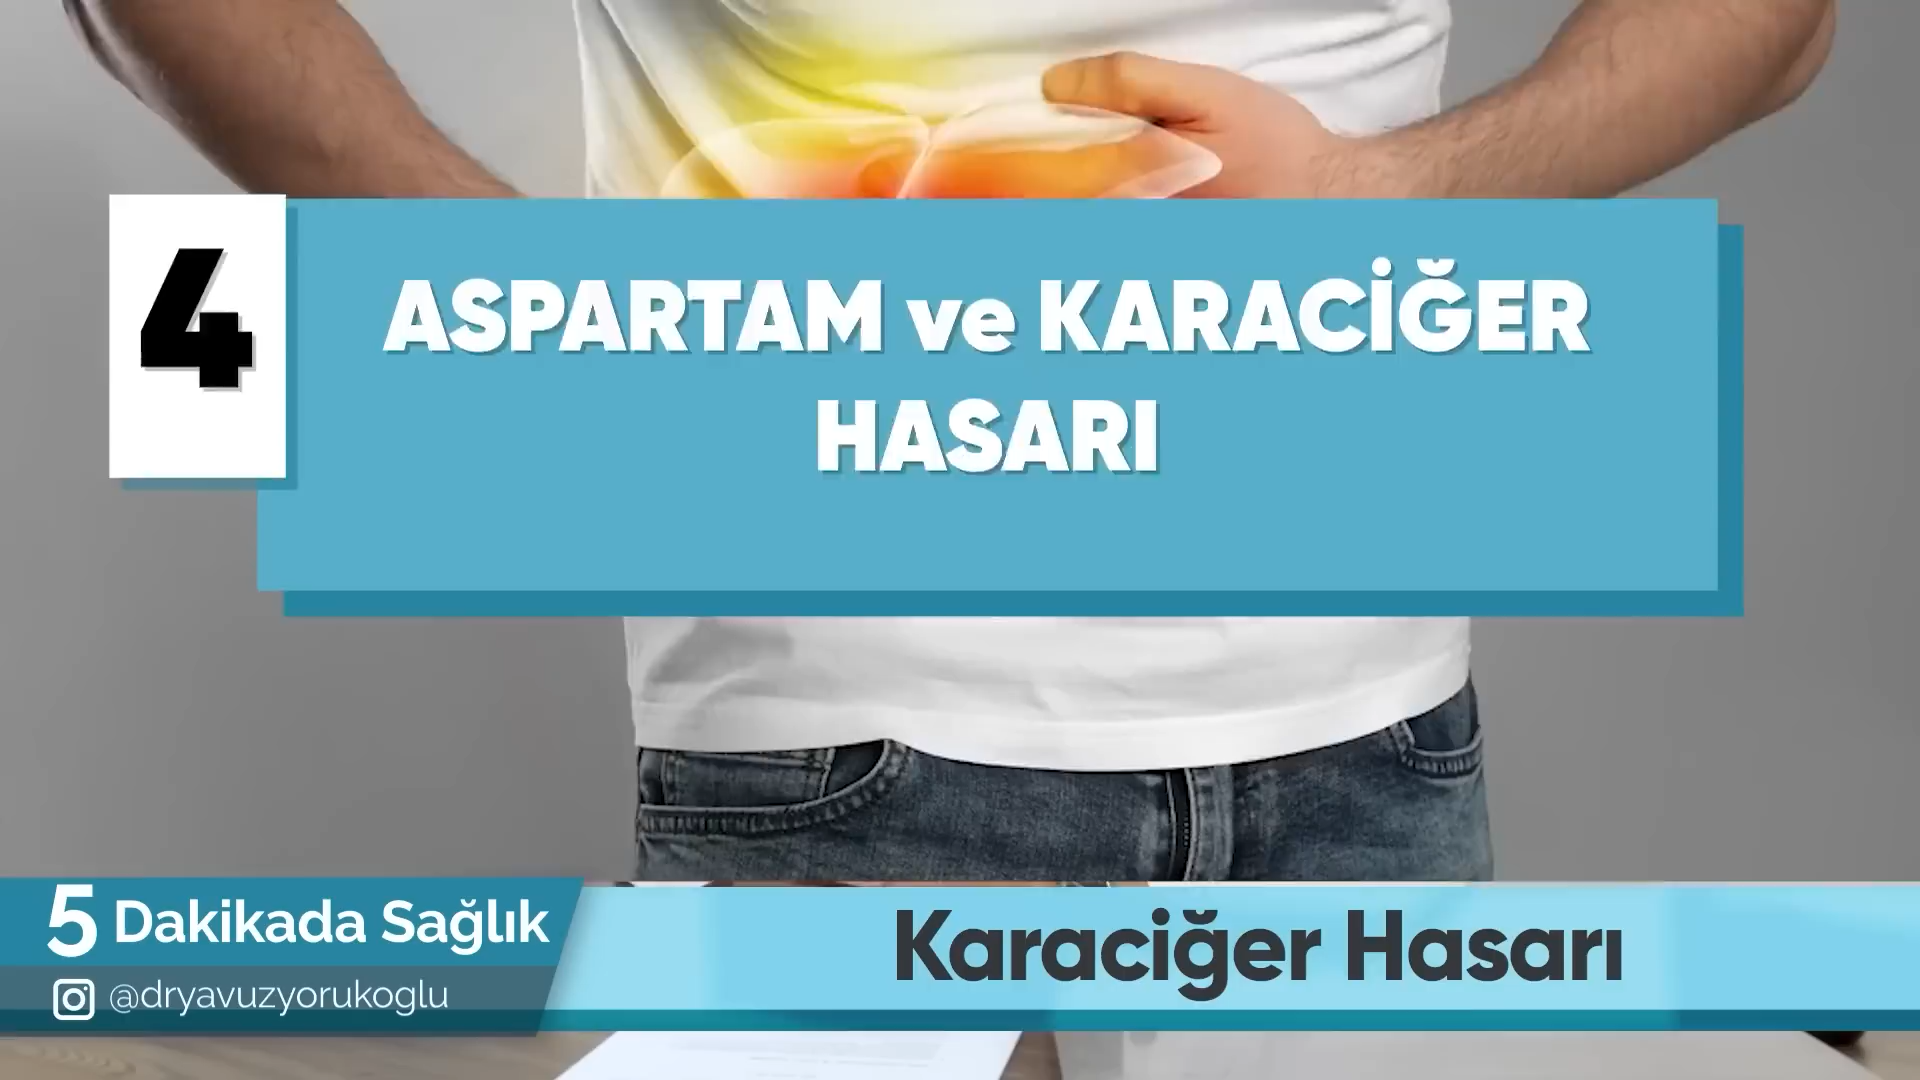 4
ASPARTAM ve KARACİĞER
HASARI
5 Dakikada Sağlık
@dryavuzyorukoglu
Karaciğer Hasarı